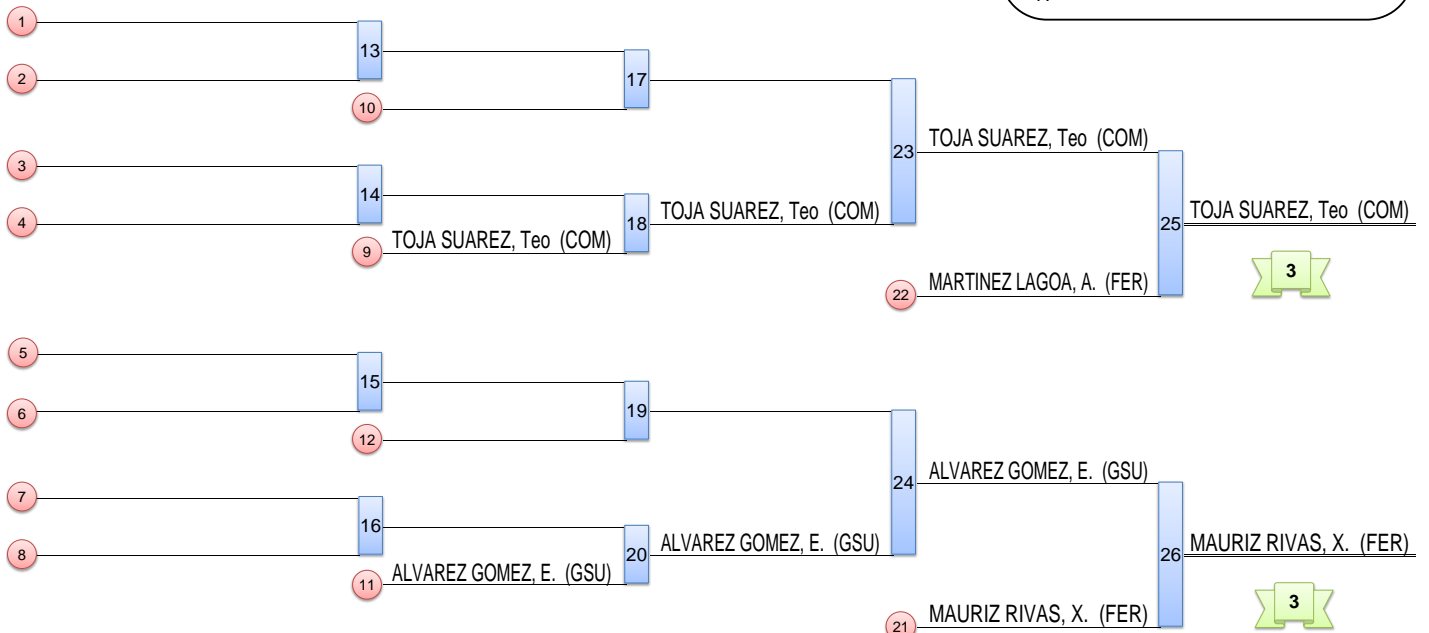 1
13
2
17
10
TOJA SUAREZ, Teo (COM)
23
3
14
TOJA SUAREZ, Teo (COM)
TOJA SUAREZ, Teo (COM)
4
18
25
TOJA SUAREZ, Teo (COM)
9
3
MARTINEZ LAGOA, A. (FER)
22
5
15
6
19
12
ALVAREZ GOMEZ, E. (GSU)
24
7
16
ALVAREZ GOMEZ, E. (GSU)
MAURIZ RIVAS, X. (FER)
8
20
26
ALVAREZ GOMEZ, E. (GSU)
11
3
MAURIZ RIVAS, X. (FER)
21